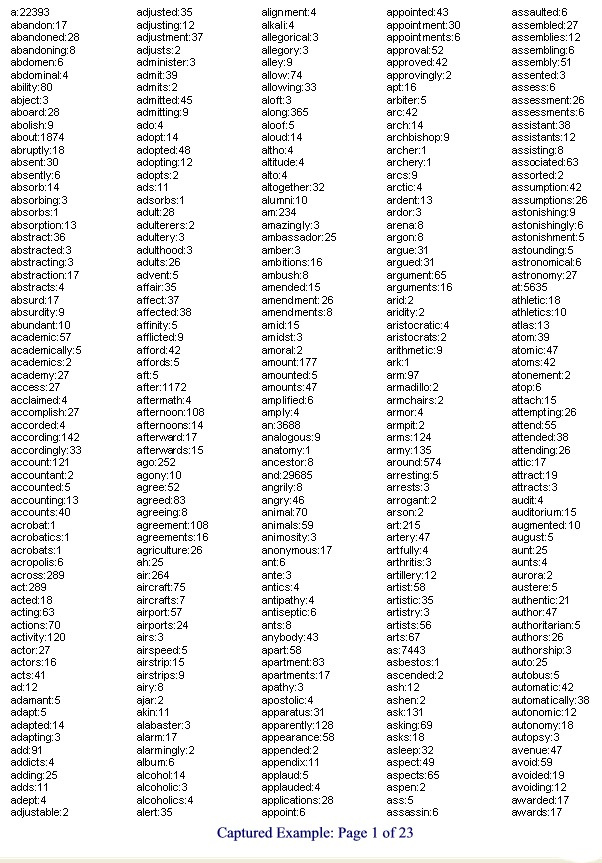 a:22393
abandon:17
abandoned:28
abandoning:8
abdomen:6
abdominal:4
ability:80
abject:3
aboard:28
abolish:9
about:1874
abruptly:18
absent:30
absently:6
absorb:14
absorbing:3
absorbs:1
absorption:13
abstract:36
abstracted:3
abstracting:3
abstraction:17
abstracts:4
absurd:17
absurdity:9
abundant:10
academic:57
academically:5
academics:2
academy:27
access:27
acclaimed:4
accomplish:27
accorded:4
according:142
accordingly:33
account:121
accountant:2
accounted:5
accounting:13
accounts:40
acrobat:1
acrobatics:1
acrobats:1
acropolis:6
across:289
act:289
acted:18
acting:63
actions:70
activity:120
actor:27
actors:16
acts:41
ad:12
adamant:5
adapt:5
adapted:14
adapting:3
add:91
addicts:4
adding:25
adds:11
adept:4
adjustable:2
adjusted:35
adjusting:12
adjustment:37
adjusts:2
administer:3
admit:39
admits:2
admitted:45
admitting:9
ado:4
adopt:14
adopted:48
adopting:12
adopts:2
ads:11
adsorbs:1
adult:28
adulterers:2
adultery:3
adulthood:3
adults:26
advent:5
affair:35
affect:37
affected:38
affinity:5
afflicted:9
afford:42
affords:5
aft:5
after:1172
aftermath:4
afternoon:108
afternoons:14
afterward:17
afterwards:15
ago:252
agony:10
agree:52
agreed:83
agreeing:8
agreement:108
agreements:16
agriculture:26
ah:25
air:264
aircraft:75
aircrafts:7
airport:57
airports:24
airs:3
airspeed:5
airstrip:15
airstrips:9
airy:8
ajar:2
akin:11
alabaster:3
alarm:17
alarmingly:2
album:6
alcohol:14
alcoholic:3
alcoholics:4
alert:35
alignment:4
alkali:4
allegorical:3
allegory:3
alley:9
allow:74
allowing:33
aloft:3
along:365
aloof:5
aloud:14
altho:4
altitude:4
alto:4
altogether:32
alumni:10
am:234
amazingly:3
ambassador:25
amber:3
ambitions:16
ambush:8
amended:15
amendment:26
amendments:8
amid:15
amidst:3
amoral:2
amount:177
amounted:5
amounts:47
amplified:6
amply:4
an:3688
analogous:9
anatomy:1
ancestor:8
and:29685
angrily:8
angry:46
animal:70
animals:59
animosity:3
anonymous:17
ant:6
ante:3
antics:4
antipathy:4
antiseptic:6
ants:8
anybody:43
apart:58
apartment:83
apartments:17
apathy:3
apostolic:4
apparatus:31
apparently:128
appearance:58
appended:2
appendix:11
applaud:5
applauded:4
applications:28
appoint:6
appointed:43
appointment:30
appointments:6
approval:52
approved:42
approvingly:2
apt:16
arbiter:5
arc:42
arch:14
archbishop:9
archer:1
archery:1
arcs:9
arctic:4
ardent:13
ardor:3
arena:8
argon:8
argue:31
argued:31
argument:65
arguments:16
arid:2
aridity:2
aristocratic:4
aristocrats:2
arithmetic:9
ark:1
arm:97
armadillo:2
armchairs:2
armor:4
armpit:2
arms:124
army:135
around:574
arresting:5
arrests:3
arrogant:2
arson:2
art:215
artery:47
artfully:4
arthritis:3
artillery:12
artist:58
artistic:35
artistry:3
artists:56
arts:67
as:7443
asbestos:1
ascended:2
ash:12
ashen:2
ask:131
asking:69
asks:18
asleep:32
aspect:49
aspects:65
aspen:2
ass:5
assassin:6
assaulted:6
assembled:27
assemblies:12
assembling:6
assembly:51
assented:3
assess:6
assessment:26
assessments:6
assistant:38
assistants:12
assisting:8
associated:63
assorted:2
assumption:42
assumptions:26
astonishing:9
astonishingly:6
astonishment:5
astounding:5
astronomical:6
astronomy:27
at:5635
athletic:18
athletics:10
atlas:13
atom:39
atomic:47
atoms:42
atonement:2
atop:6
attach:15
attempting:26
attend:55
attended:38
attending:26
attic:17
attract:19
attracts:3
audit:4
auditorium:15
augmented:10
august:5
aunt:25
aunts:4
aurora:2
austere:5
authentic:21
author:47
authoritarian:5
authors:26
authorship:3
auto:25
autobus:5
automatic:42
automatically:38
autonomic:12
autonomy:18
autopsy:3
avenue:47
avoid:59
avoided:19
avoiding:12
awarded:17
awards:17
Captured Example: Page 1 of 23